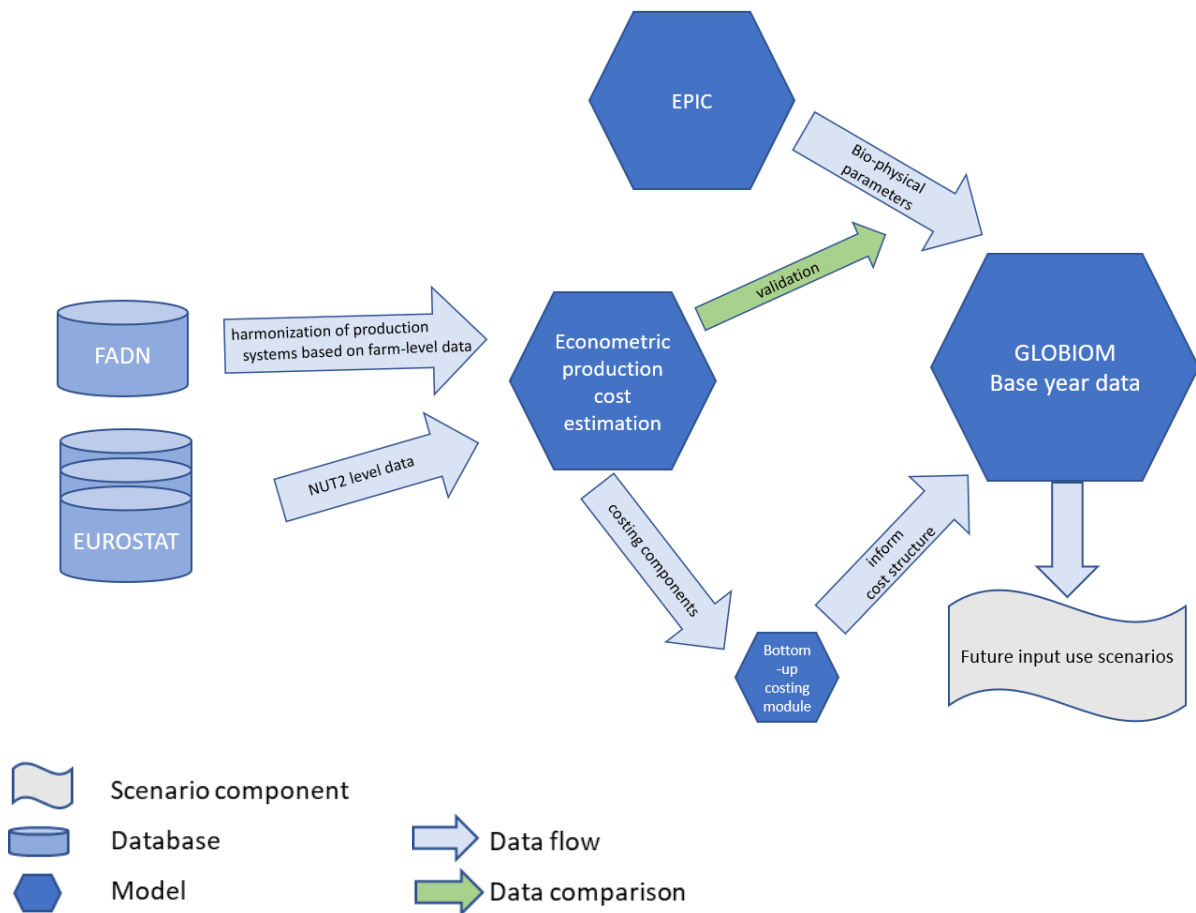 EPIC
Bio-physical
parameters
validation
FADN
harmonization of production
systems based on farm-level data
Econometric
production
cost
estimation
GLOBIOM
Base year data
EUROSTAT
NUT2 level data
costing components
inform
cost structure
Bottom
-up
costing
module
Future input use scenarios
Scenario component
Database
Data flow
Model
Data comparison